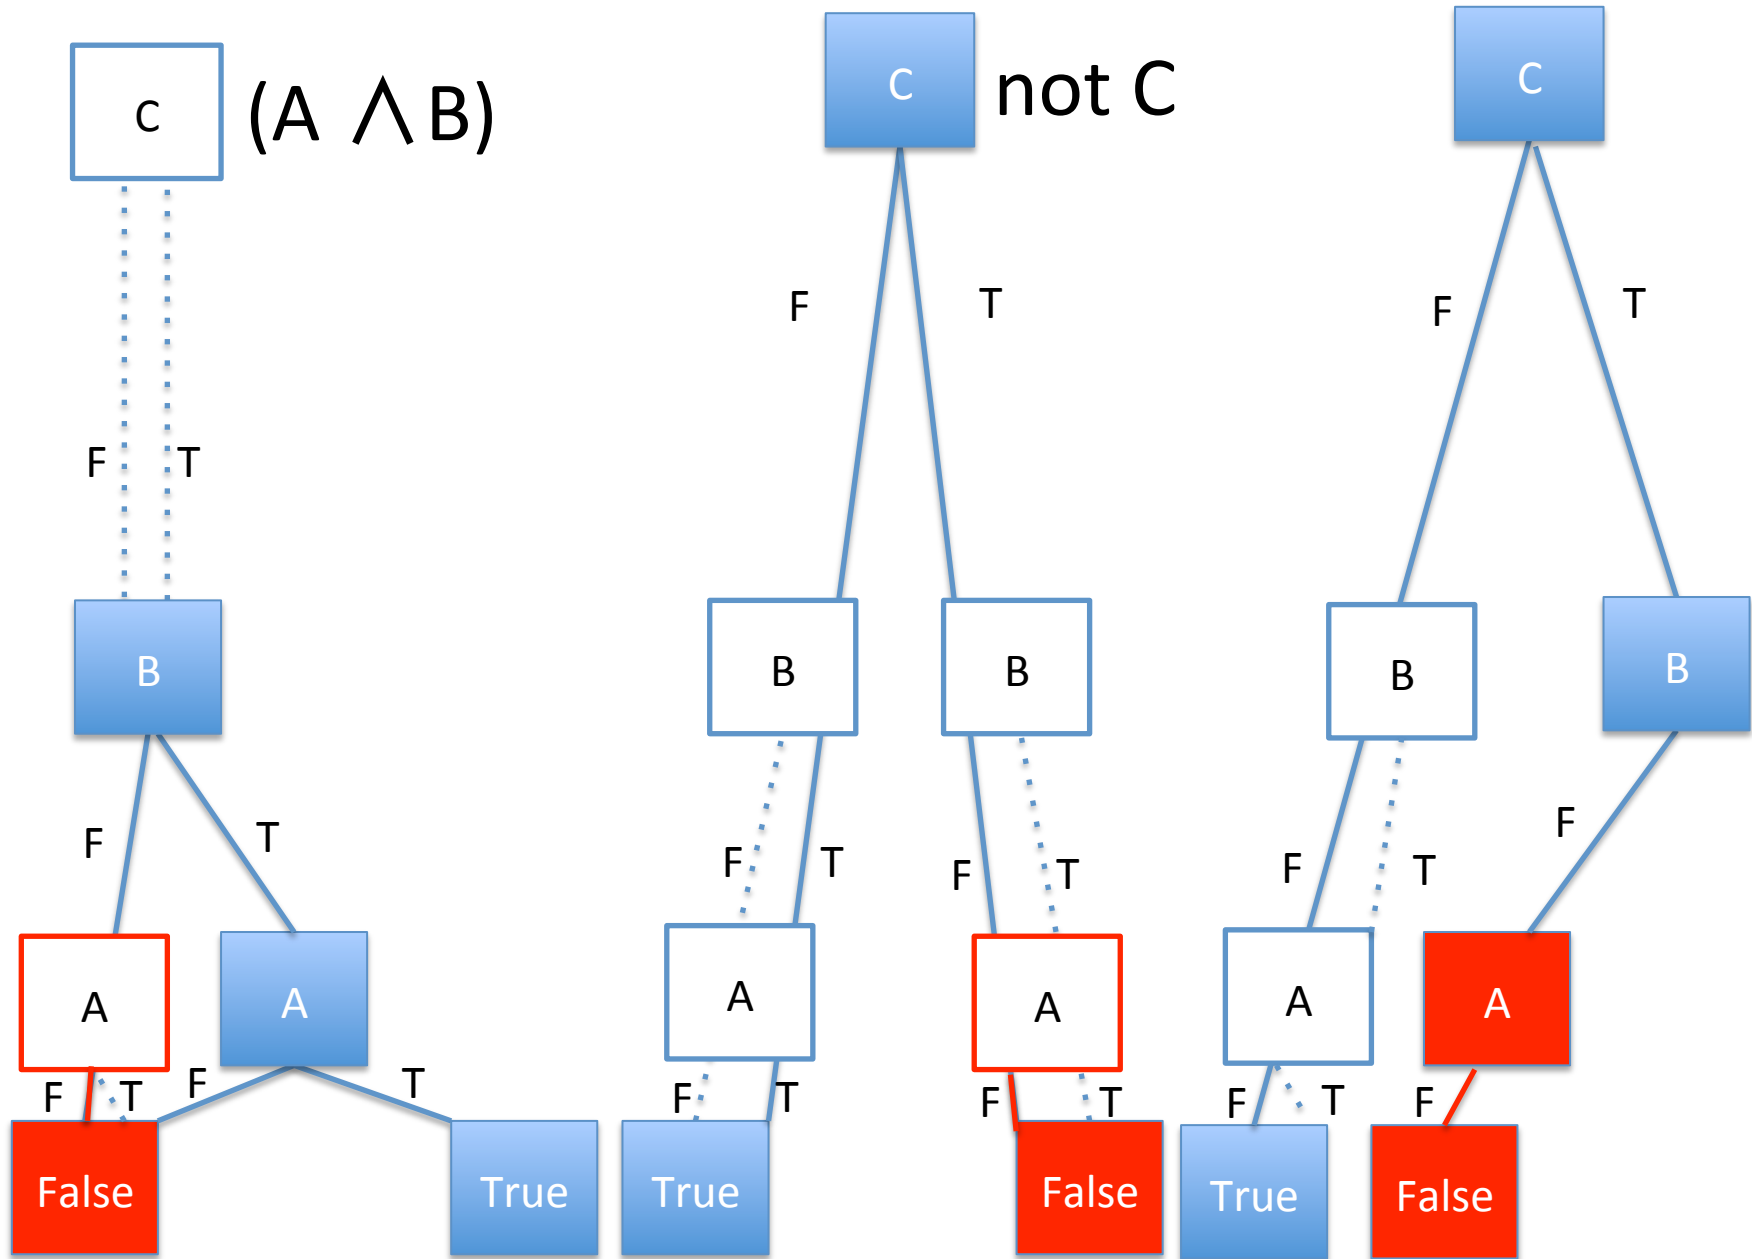 C (A ⋀ B)
F T
B
F T
A A
F T F T
False True
C not C
F T
B B
F T F T
A A
F T F T
True False
C
F T
B B
F T F
A A
F T F
True False